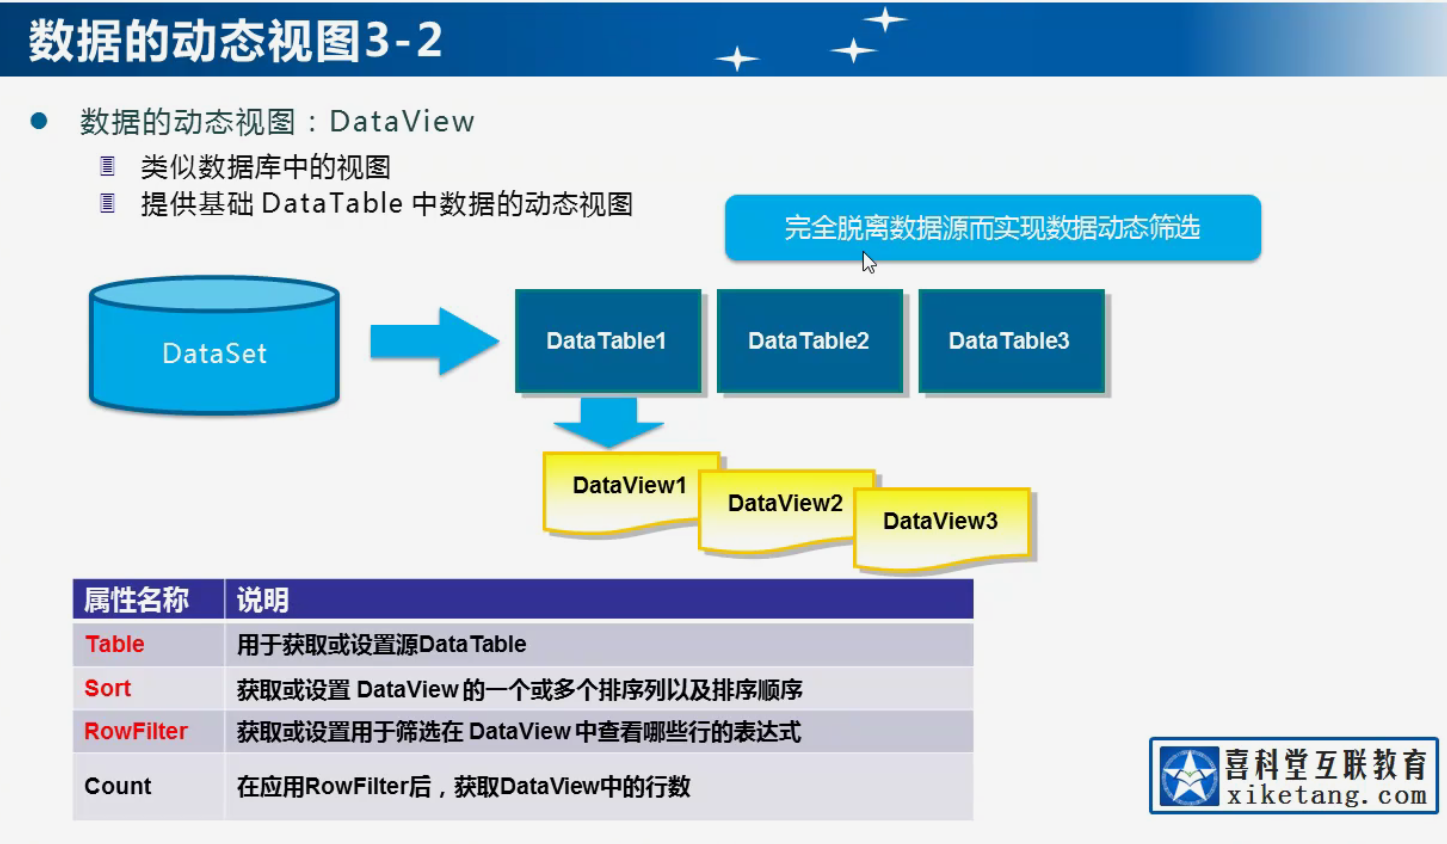 数据的动态视图3-2
数据的动态视图：DataView
类似数据库中的视图
提供基础 DataTable 中数据的动态视图
完全脱离数据源而实现数据动态筛选
DataSet
DataTable1
DataTable2
DataTable3
DataView1
DataView2
DataView3
属性名称 说明
Table 用于获取或设置源DataTable
Sort 获取或设置 DataView 的一个或多个排序列以及排序顺序
RowFilter 获取或设置用于筛选在 DataView 中查看哪些行的表达式
Count 在应用RowFilter后，获取DataView中的行数
喜科堂互联教育
xiketang.com